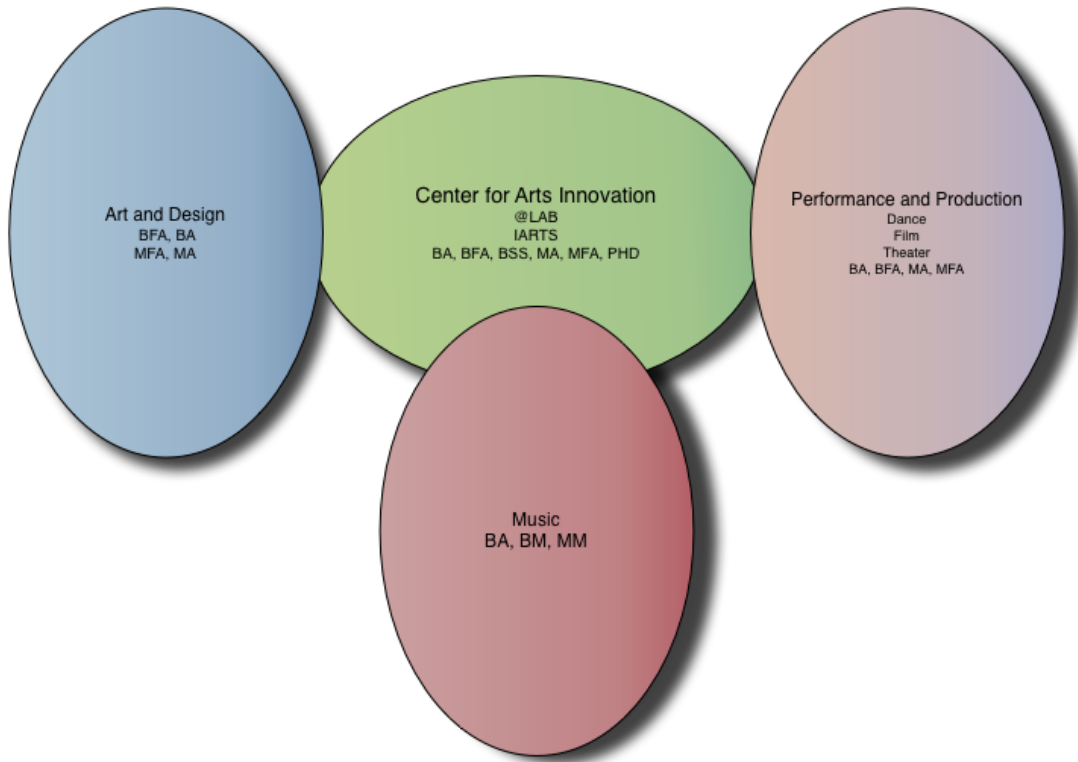 Art and Design
BFA, BA
MFA, MA
Center for Arts Innovation
@LAB
IARTS
BA, BFA, BSS, MA, MFA, PHD
Performance and Production
Dance
Film
Theater
BA, BFA, MA, MFA
Music
BA, BM, MM